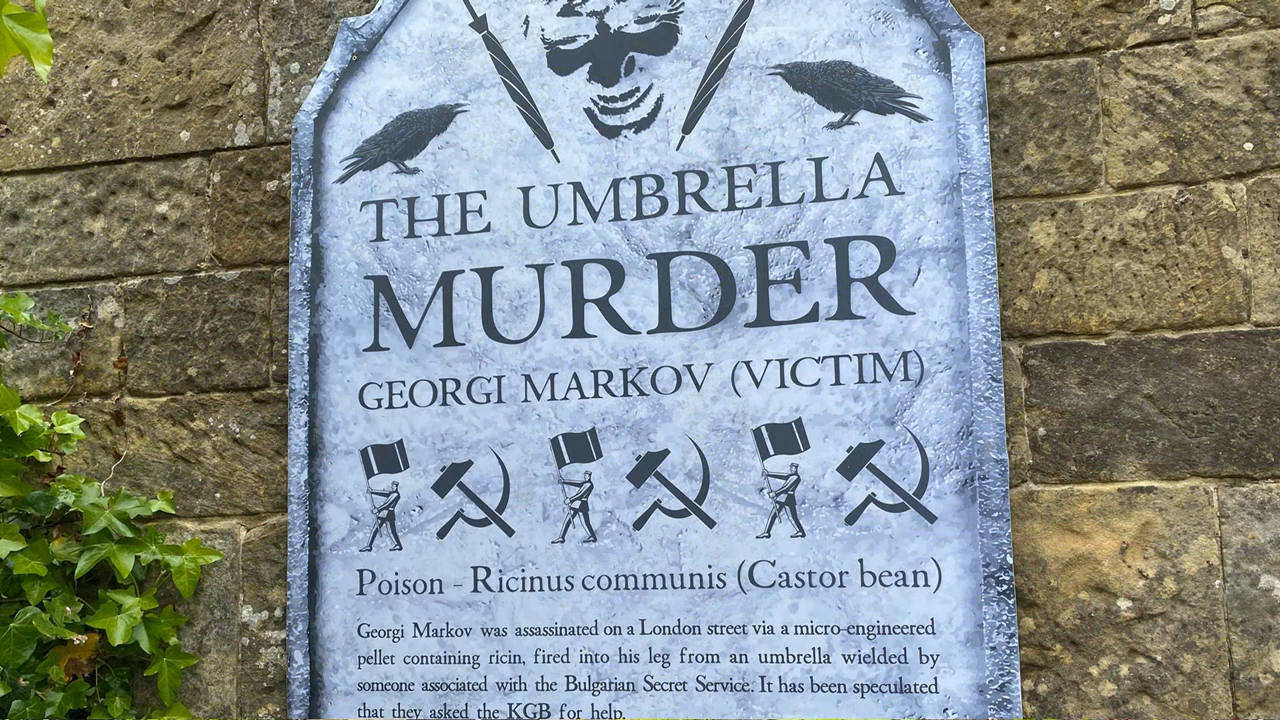 THE UMBRELLA
MURDER
GEORGI MARKOV (VICTIM)
Poison - Ricinus communis (Castor bean)
Georgi Markov was assassinated on a London street via a micro-engineered
pellet containing ricin, fired into his leg from an umbrella wielded by
someone associated with the Bulgarian Secret Service. It has been speculated
that they asked the KGB for help.